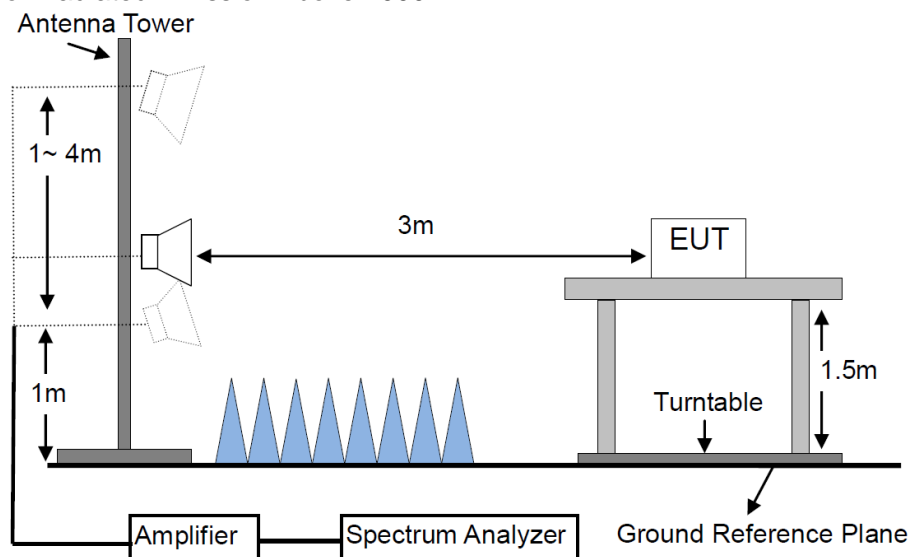 Antenna Tower
1~ 4m
3m
EUT
1m
1.5m
Turntable
Amplifier
Spectrum Analyzer
Ground Reference Plane